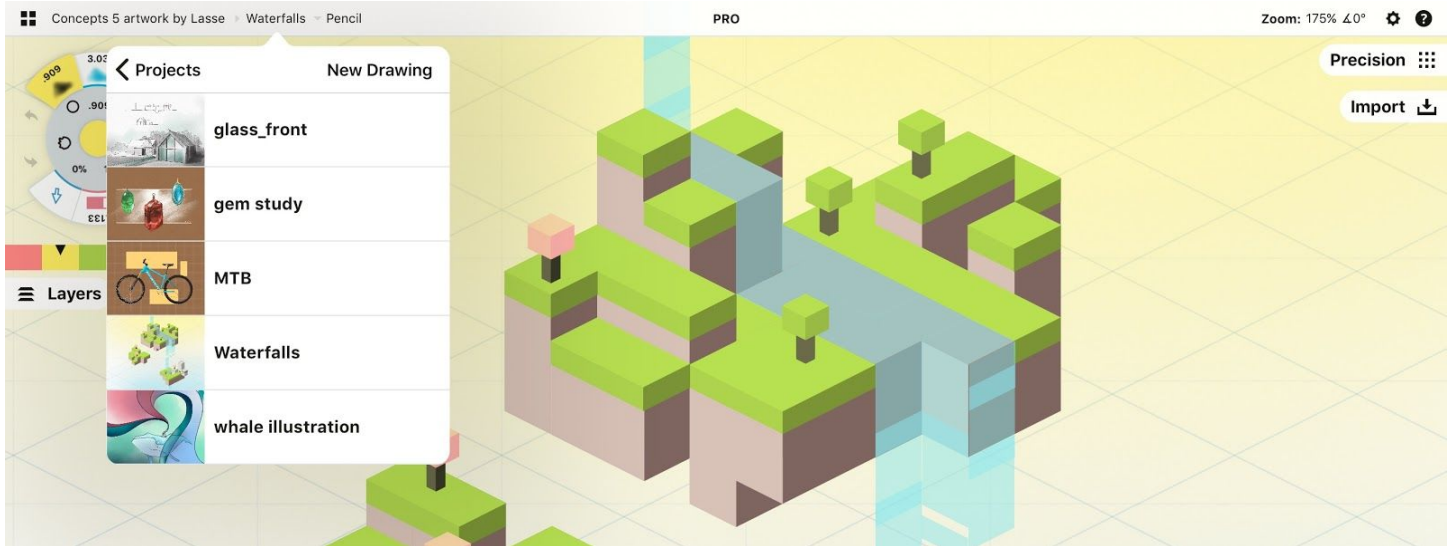 Concepts 5 artwork by Lasse Waterfalls Pencil
PRO
Zoom: 175% ∡0°
Projects
New Drawing
Precision
Import
.909
3.03
.909
0%
Layers
glass_front
gem study
MTB
Waterfalls
whale illustration